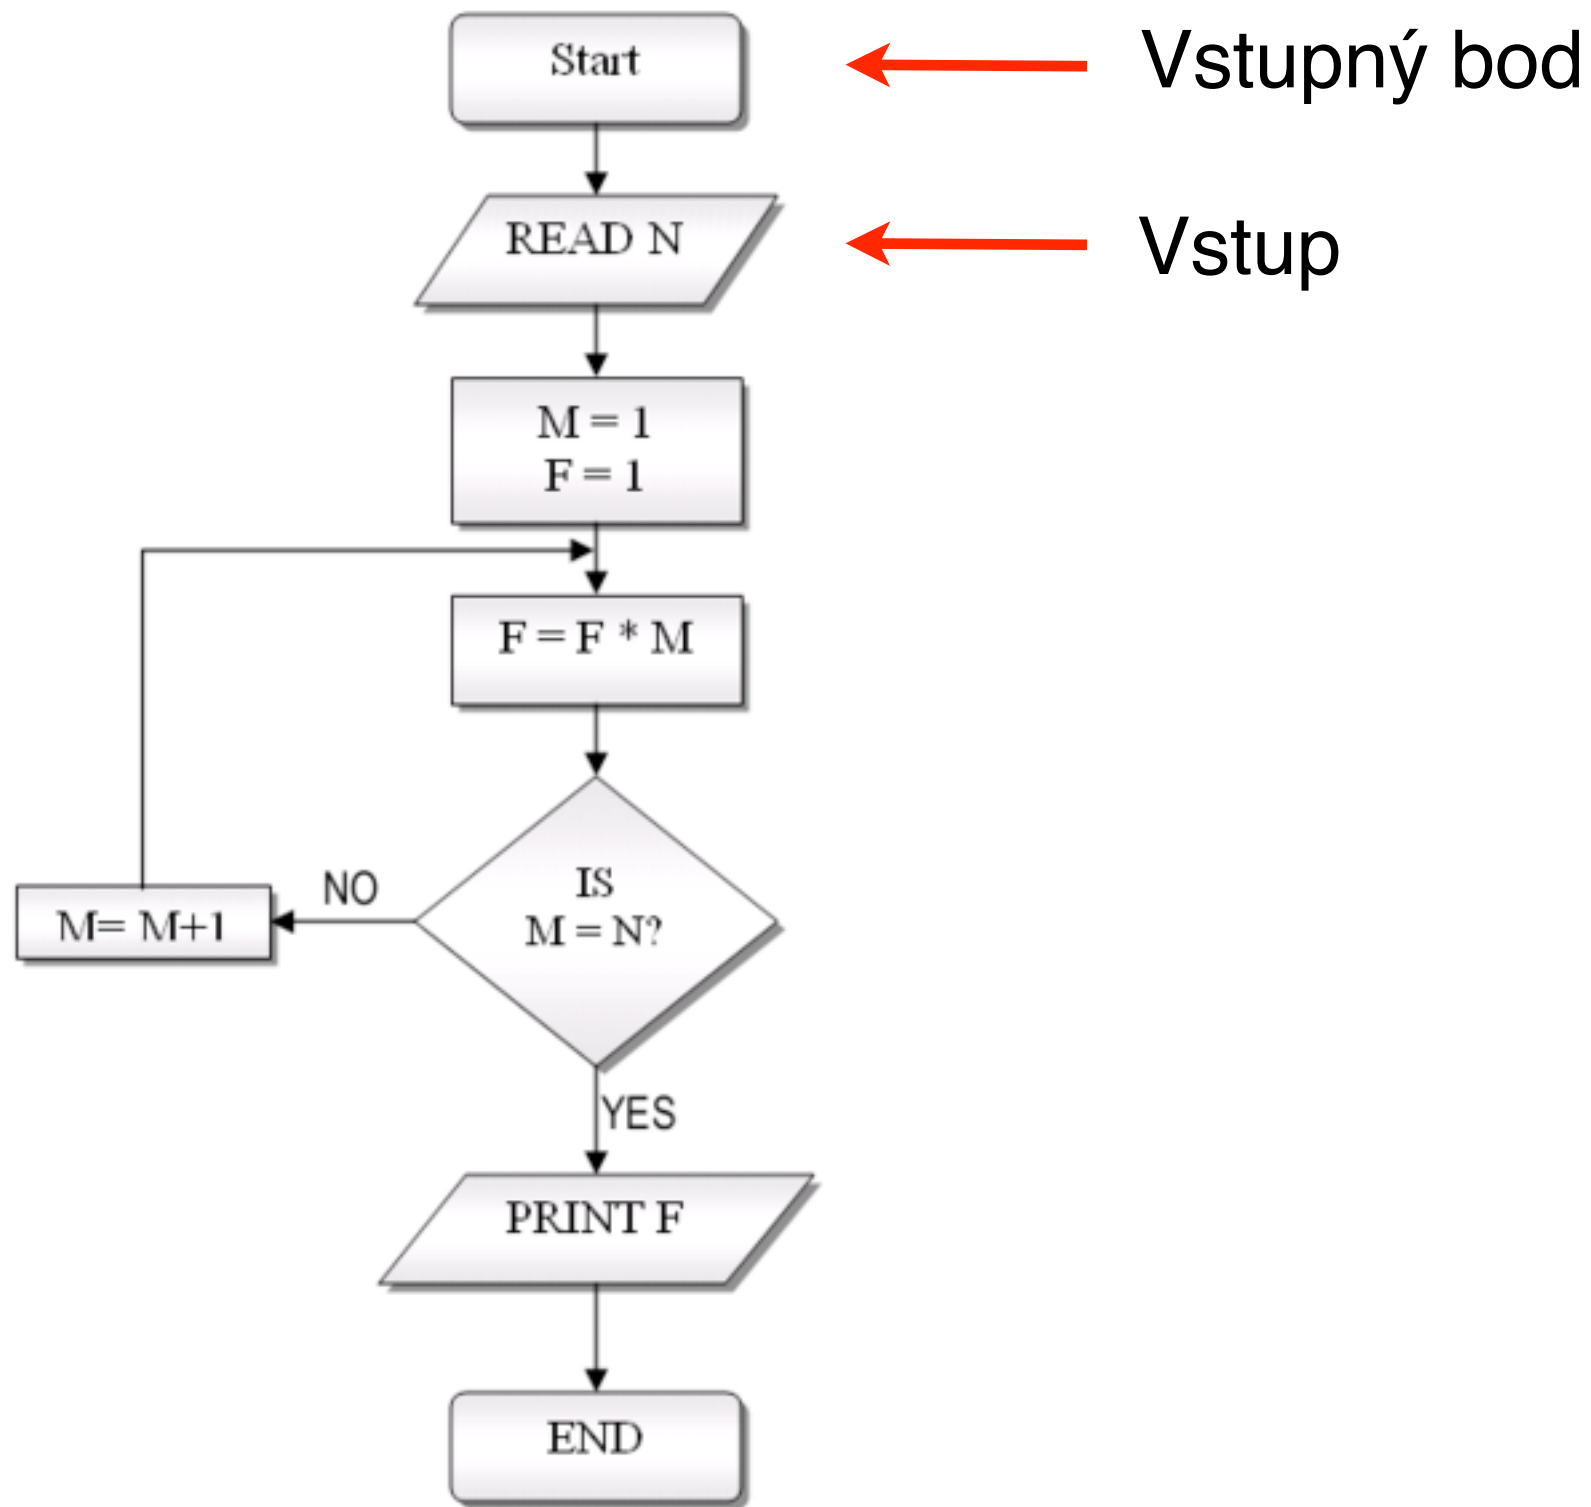 Start
Vstupný bod
READ N
Vstup
M = 1
F = 1
F = F * M
IS
M = N?
NO
M= M+1
YES
PRINT F
END